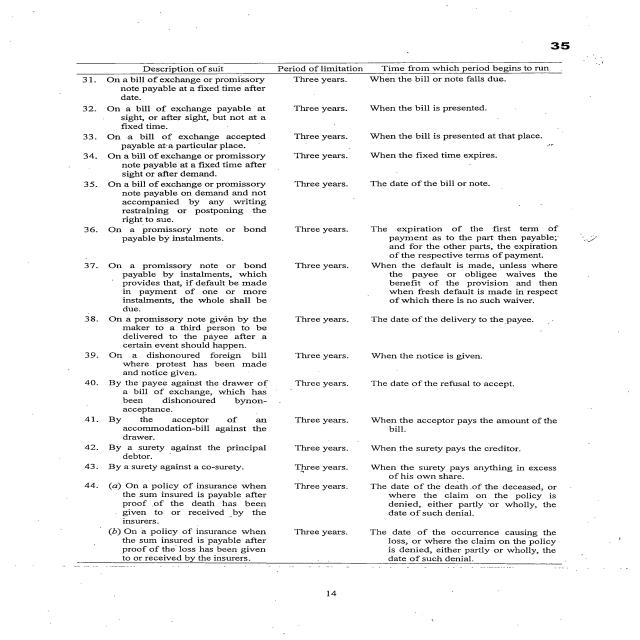 35
Description of suit Period of limitation Time from which period begins to run
31. On a bill of exchange or promissory Three years. When the bill or note falls due.
note payable at a fixed time after
date.
32. On a bill of exchange payable at Three years. When the bill is presented.
sight, or after sight, but not at a
fixed time.
33. On a bill of exchange accepted Three years. When the bill is presented at that place.
payable at a particular place.
34. On a bill of exchange or promissory Three years. When the fixed time expires.
note payable at a fixed time after
sight or after demand.
35. On a bill of exchange or promissory Three years. The date of the bill or note.
note payable on demand and not
accompanied by any writing
restraining or postponing the
right to sue.
36. On a promissory note or bond Three years. The expiration of the first term of
payable by instalments. payment as to the part then payable;
and for the other parts, the expiration
of the respective terms of payment.
37. On a promissory note or bond Three years. When the default is made, unless where
payable by instalments, which the payee or obligee waives the
provides that, if default be made benefit of the provision and then
in payment of one or more when fresh default is made in respect
instalments, the whole shall be of which there is no such waiver.
due.
38. On a promissory note given by the Three years. The date of the delivery to the payee.
maker to a third person to be
delivered to the payee after a
certain event should happen.
39. On a dishonoured foreign bill Three years. When the notice is given.
where protest has been made
and notice given.
40. By the payee against the drawer of Three years. The date of the refusal to accept.
a bill of exchange, which has
been dishonoured bynon-
acceptance.
41. By the acceptor of an Three years. When the acceptor pays the amount of the
accommodation-bill against the bill.
drawer.
42. By a surety against the principal Three years. When the surety pays the creditor.
debtor.
43. By a surety against a co-surety. Three years. When the surety pays anything in excess
of his own share.
44. (a) On a policy of insurance when Three years. The date of the death of the deceased, or
the sum insured is payable after where the claim on the policy is
proof of the death has been denied, either partly or wholly, the
given to or received by the date of such denial.
insurers.
(b) On a policy of insurance when Three years. The date of the occurrence causing the
the sum insured is payable after loss, or where the claim on the policy
proof of the loss has been given is denied, either partly or wholly, the
to or received by the insurers. date of such denial.
14